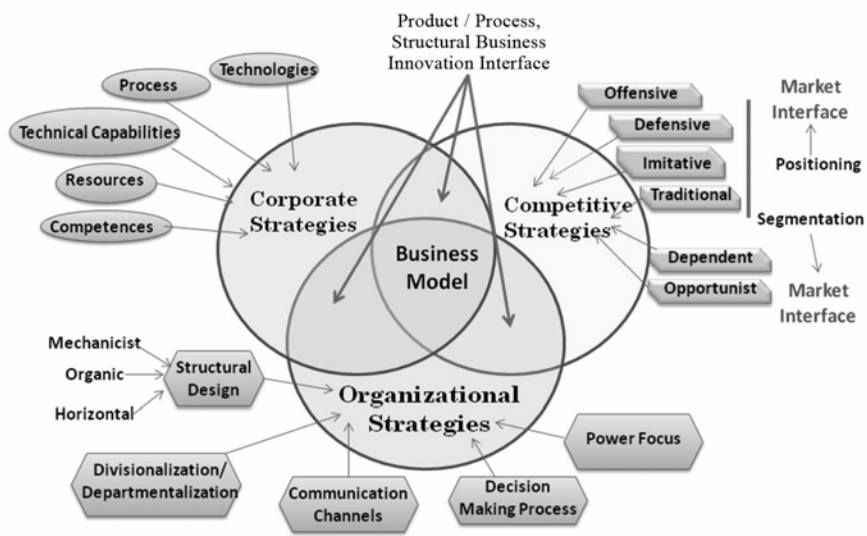 Product / Process,
Structural Business
Innovation Interface
Technologies
Process
Technical Capabilities
Resources
Competences
Corporate
Strategies
Offensive
Defensive
Imitative
Traditional
Dependent
Opportunist
Market
Interface
Positioning
Segmentation
Market
Interface
Competitive
Strategies
Business
Model
Mechanicist
Organic
Horizontal
Structural
Design
Organizational
Strategies
Divisionalization/
Departmentalization
Communication
Channels
Decision
Making Process
Power Focus